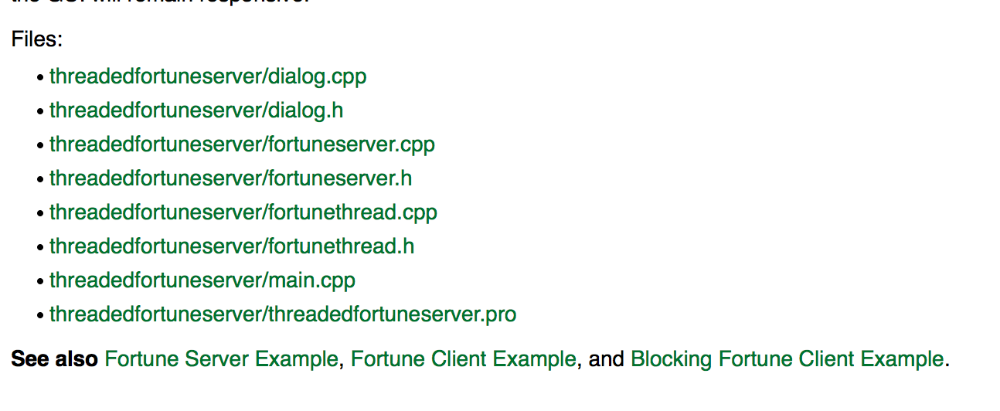 Files:
• threadedfortuneserver/dialog.cpp
• threadedfortuneserver/dialog.h
• threadedfortuneserver/fortuneserver.cpp
• threadedfortuneserver/fortuneserver.h
• threadedfortuneserver/fortunethread.cpp
• threadedfortuneserver/fortunethread.h
• threadedfortuneserver/main.cpp
• threadedfortuneserver/threadedfortuneserver.pro
See also Fortune Server Example, Fortune Client Example, and Blocking Fortune Client Example.